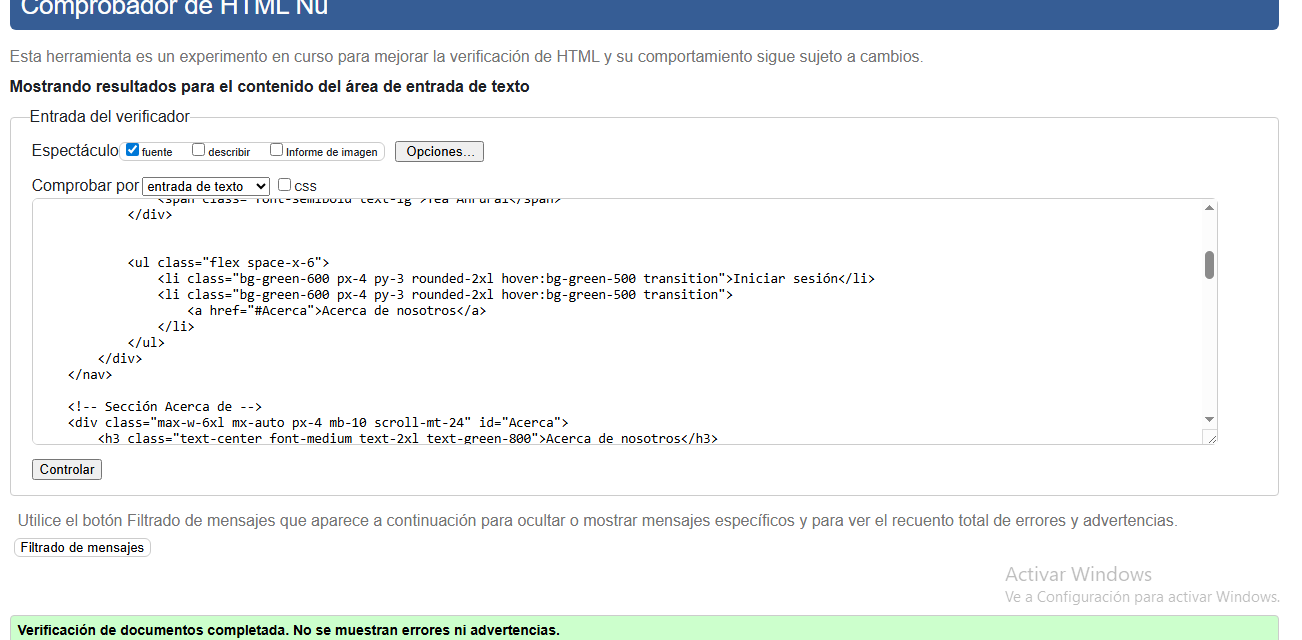 Comprobador de HTML Nu
Esta herramienta es un experimento en curso para mejorar la verificación de HTML y su comportamiento sigue sujeto a cambios.
Mostrando resultados para el contenido del área de entrada de texto
Entrada del verificador
Espectáculo fuente describir Informe de imagen Opciones...
Comprobar por entrada de texto css
<span class="font-semibold text-lg">Tea Anrural</span>
</div>
<ul class="flex space-x-6">
<li class="bg-green-600 px-4 py-3 rounded-2xl hover:bg-green-500 transition">Iniciar sesión</li>
<li class="bg-green-600 px-4 py-3 rounded-2xl hover:bg-green-500 transition">
<a href="#Acerca">Acerca de nosotros</a>
</li>
</ul>
</div>
</nav>
<!-- Sección Acerca de -->
<div class="max-w-6xl mx-auto px-4 mb-10 scroll-mt-24" id="Acerca">
<h3 class="text-center font-medium text-2xl text-green-800">Acerca de nosotros</h3>
Controlar
Utilice el botón Filtrado de mensajes que aparece a continuación para ocultar o mostrar mensajes específicos y para ver el recuento total de errores y advertencias.
Filtrado de mensajes
Activar Windows
Ve a Configuración para activar Windows.
Verificación de documentos completada. No se muestran errores ni advertencias.